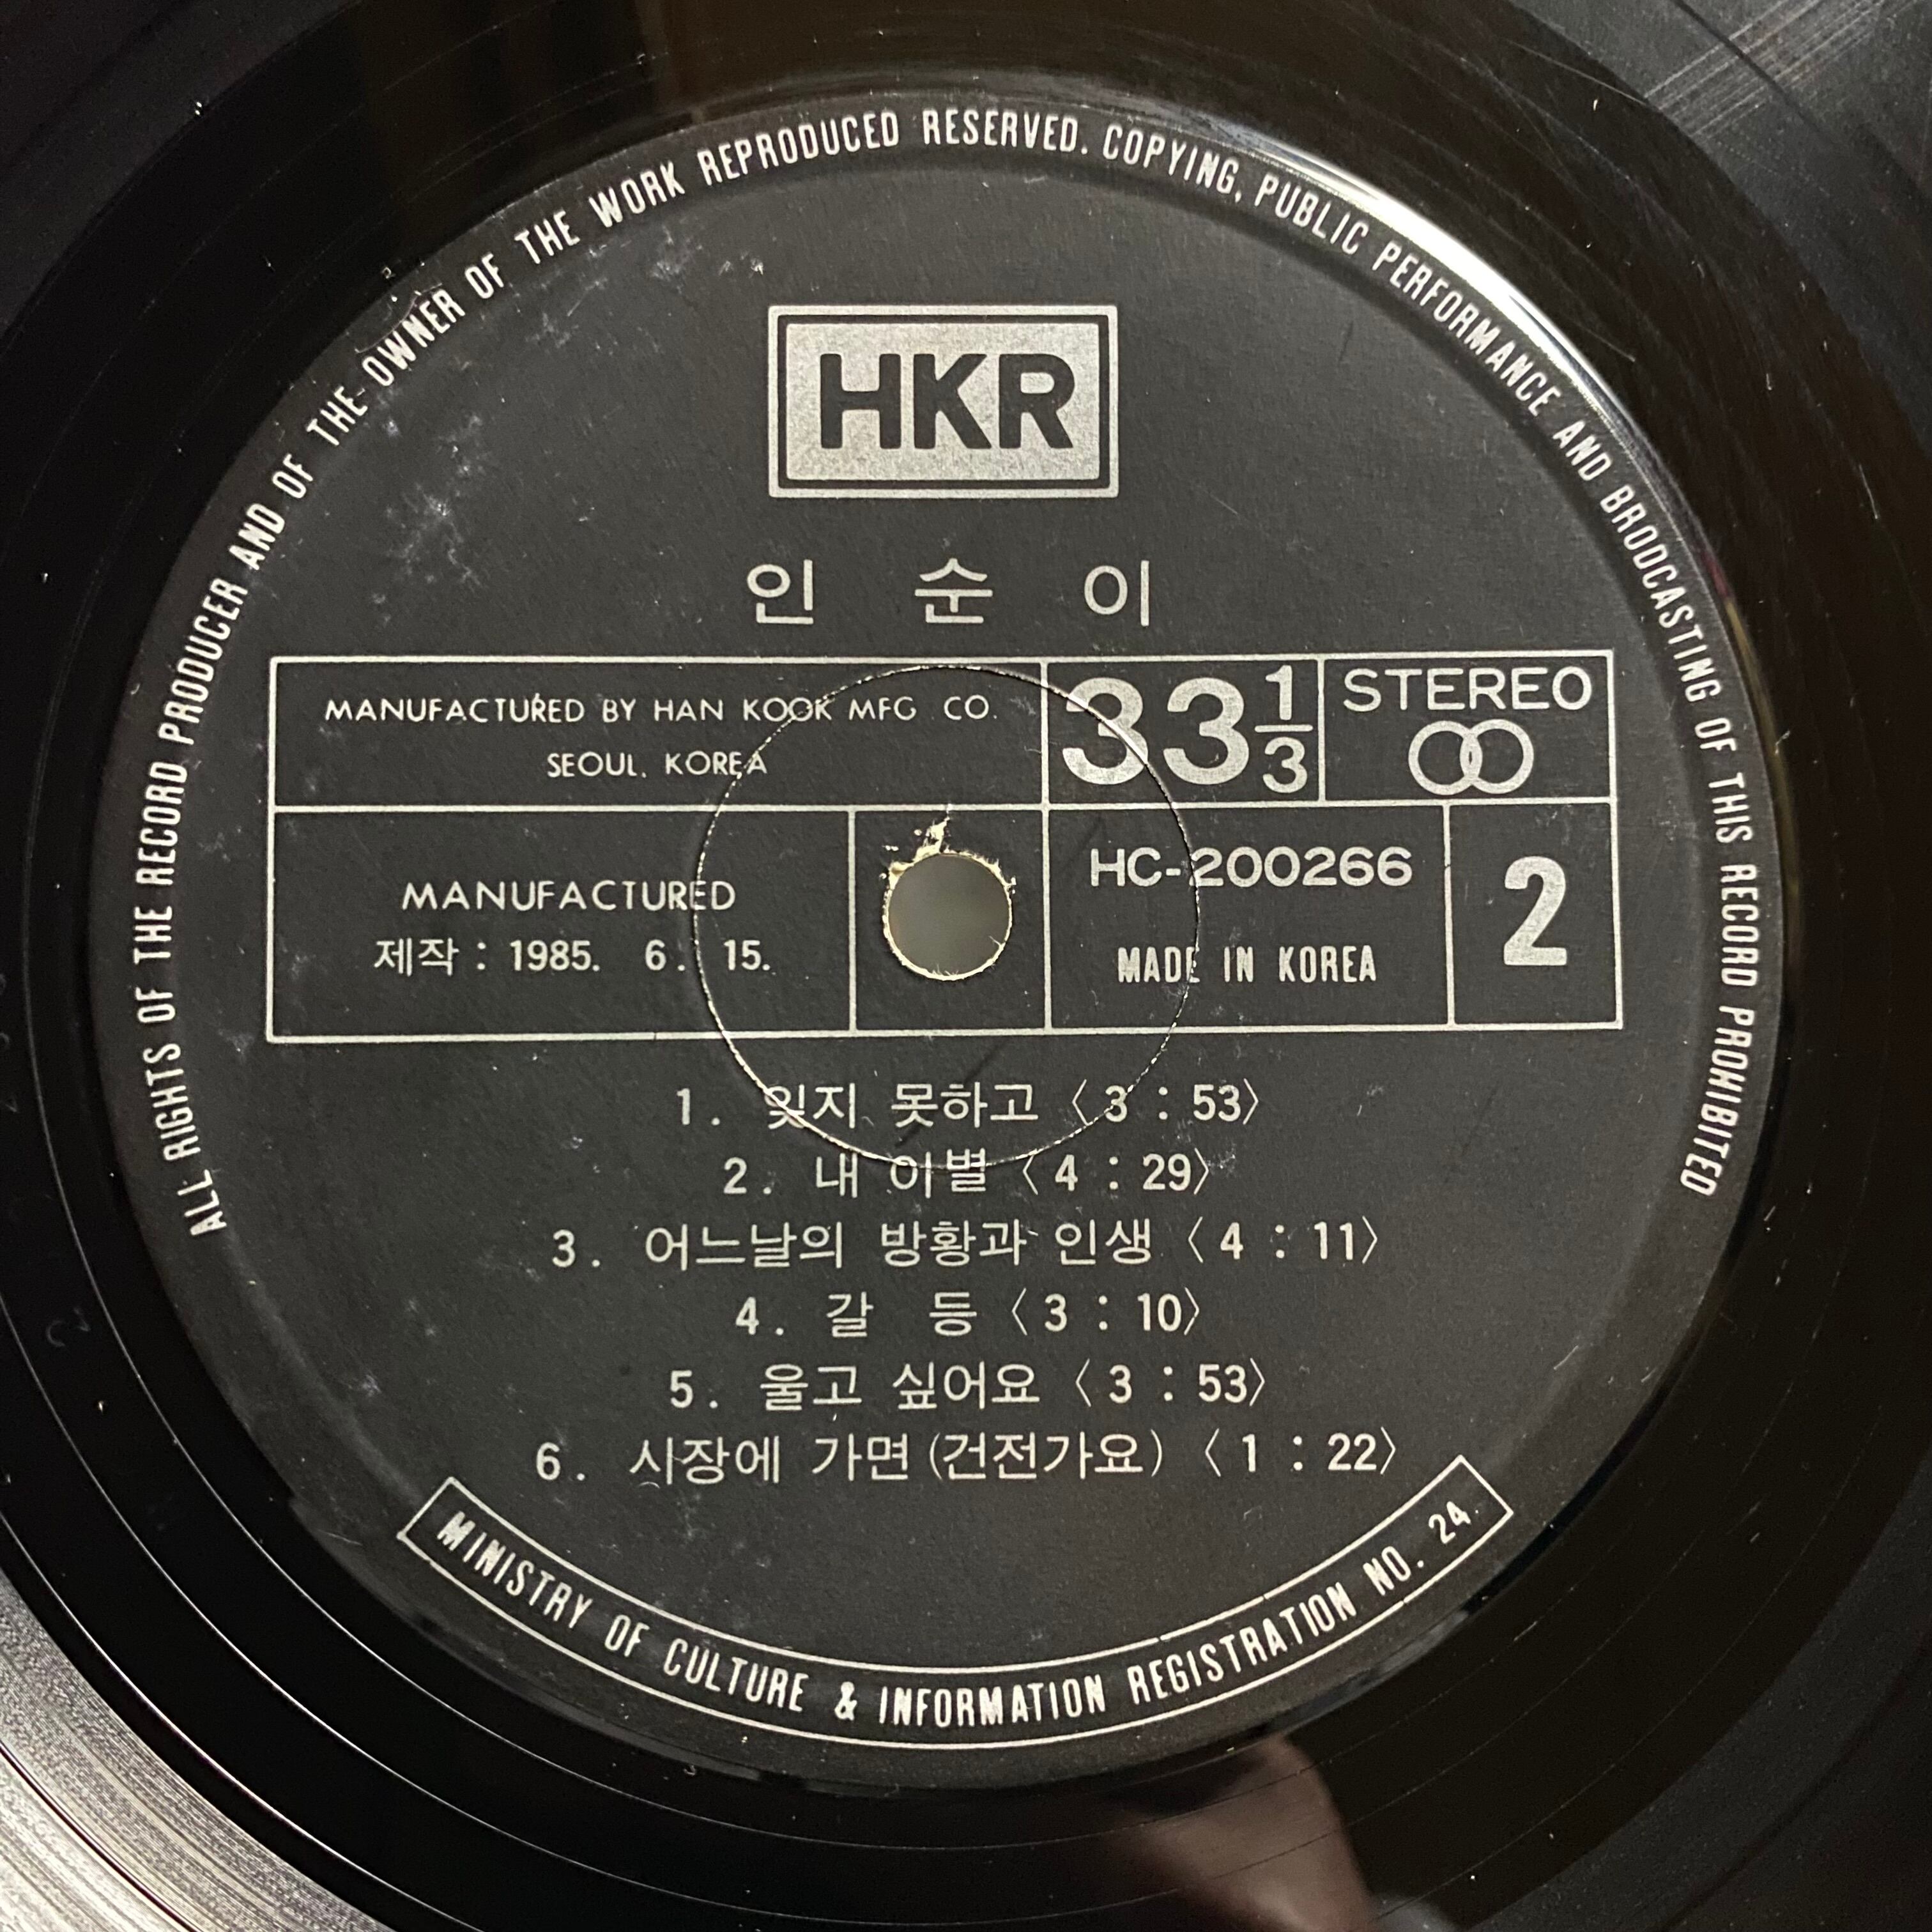 ALL RIGHTS OF THE RECORD PRODUCER AND OF THE OWNER OF THE WORK REPRODUCED RESERVED. COPYING, PUBLIC PERFORMANCE AND BRODCASTING OF THIS RECORD PROHIBITED
HKR
인 순 이
MANUFACTURED BY HAN KOOK MFG CO.
SEOUL. KOREA
33 1/3
STEREO
MANUFACTURED
제작 : 1985. 6. 15.
HC-200266
MADE IN KOREA
2
1. 잊지 못하고 〈3 : 53〉
2. 내 이별 〈4 : 29〉
3. 어느날의 방황과 인생 〈4 : 11〉
4. 갈 등 〈3 : 10〉
5. 울고 싶어요 〈3 : 53〉
6. 시장에 가면 (건전가요) 〈1 : 22〉
MINISTRY OF CULTURE & INFORMATION REGISTRATION NO. 24.